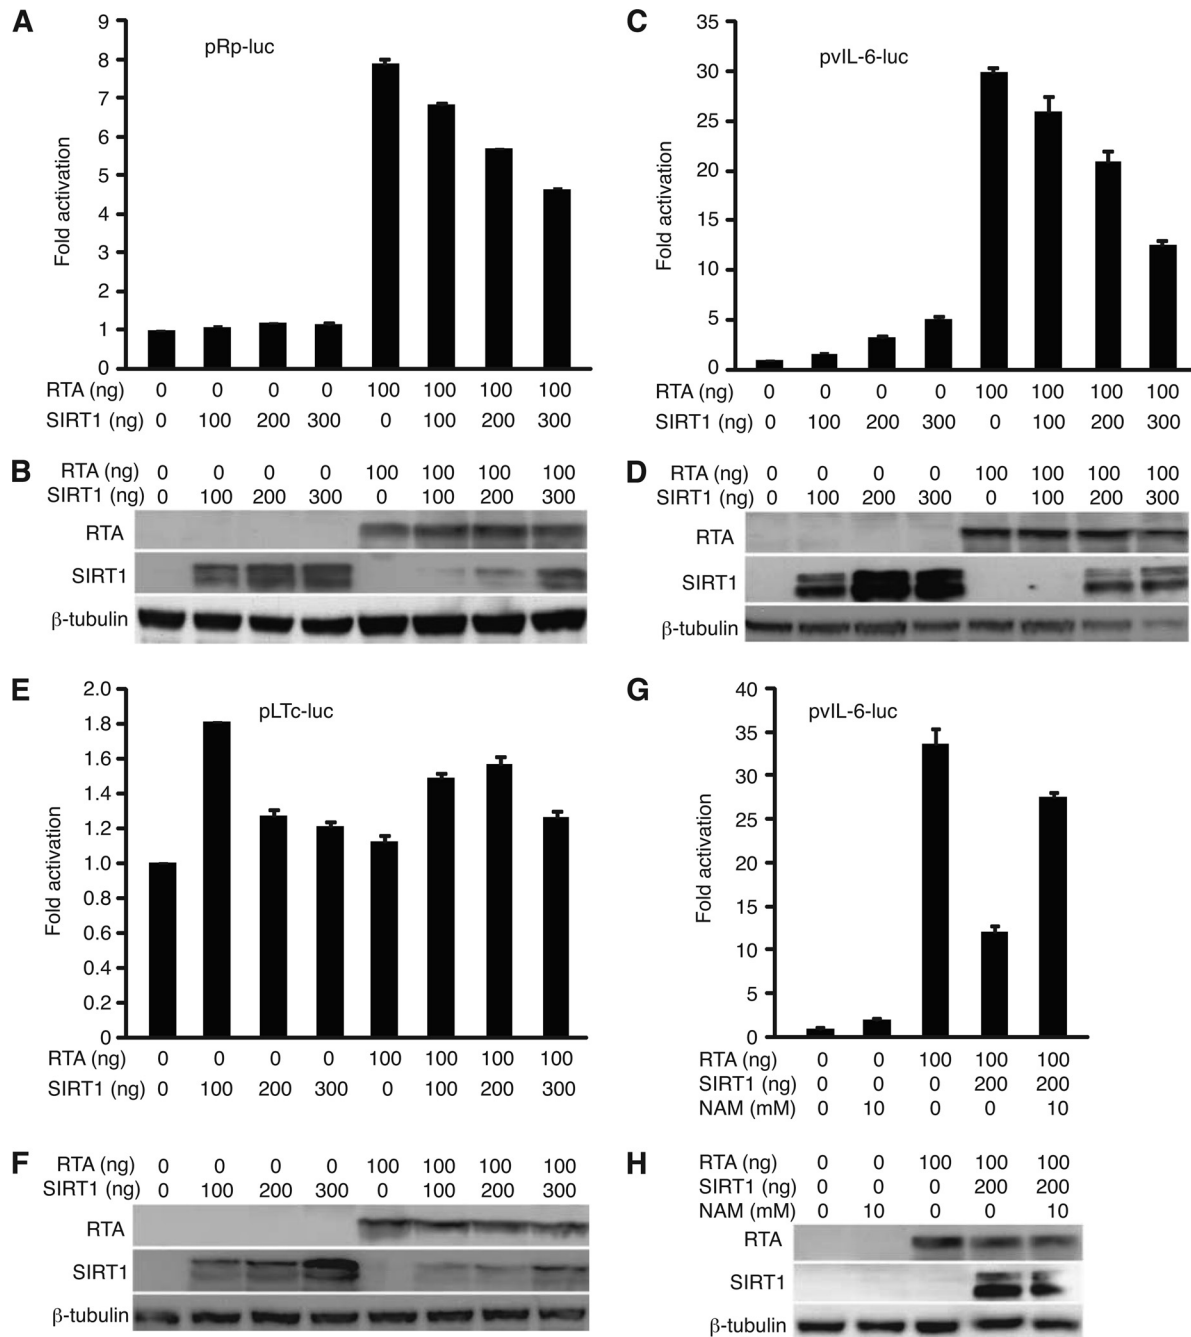 A
pRp-luc
Fold activation
9
8
7
6
5
4
3
2
1
0
RTA (ng) 0 0 0 0 100 100 100 100
SIRT1 (ng) 0 100 200 300 0 100 200 300
C
pvIL-6-luc
Fold activation
35
30
25
20
15
10
5
0
RTA (ng) 0 0 0 0 100 100 100 100
SIRT1 (ng) 0 100 200 300 0 100 200 300
B
RTA (ng) 0 0 0 0 100 100 100 100
SIRT1 (ng) 0 100 200 300 0 100 200 300
RTA
SIRT1
β-tubulin
D
RTA (ng) 0 0 0 0 100 100 100 100
SIRT1 (ng) 0 100 200 300 0 100 200 300
RTA
SIRT1
β-tubulin
E
pLTc-luc
Fold activation
2.0
1.8
1.6
1.4
1.2
1.0
0.8
0.6
0.4
0.2
0
RTA (ng) 0 0 0 0 100 100 100 100
SIRT1 (ng) 0 100 200 300 0 100 200 300
G
pvIL-6-luc
Fold activation
40
35
30
25
20
15
10
5
0
RTA (ng) 0 0 100 100 100
SIRT1 (ng) 0 0 0 200 200
NAM (mM) 0 10 0 0 10
F
RTA (ng) 0 0 0 0 100 100 100 100
SIRT1 (ng) 0 100 200 300 0 100 200 300
RTA
SIRT1
β-tubulin
H
RTA (ng) 0 0 100 100 100
SIRT1 (ng) 0 0 0 200 200
NAM (mM) 0 10 0 0 10
RTA
SIRT1
β-tubulin